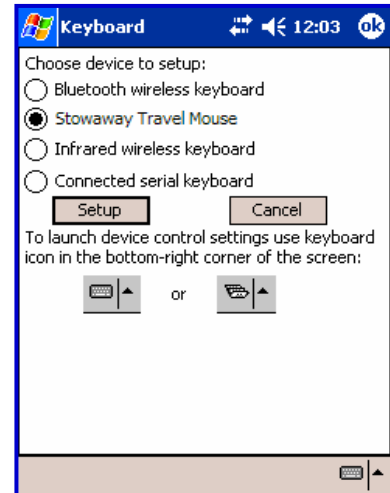 Keyboard 12:03 ok
Choose device to setup:
Bluetooth wireless keyboard
Stowaway Travel Mouse
Infrared wireless keyboard
Connected serial keyboard
Setup Cancel
To launch device control settings use keyboard
icon in the bottom-right corner of the screen:
or